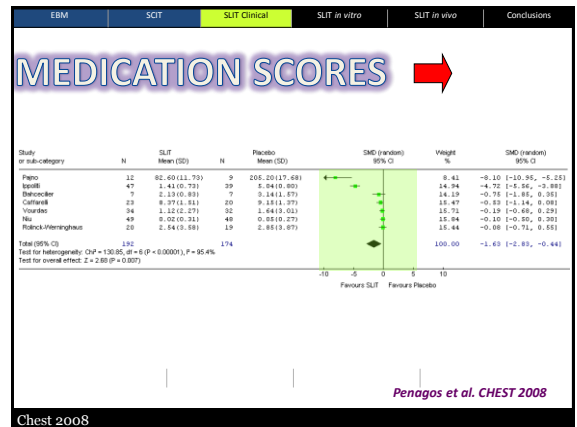 EBM SCIT SLIT Clinical SLIT in vitro SLIT in vivo Conclusions
MEDICATION SCORES
Study SLIT Placebo SMD (random) Weight SMD (random)
or sub-category N Mean (SD) N Mean (SD) 95% CI % 95% CI
Pajno 12 82.60(11.73) 9 205.20(17.68) 8.41 -8.10 [-10.95, -5.25]
Ippoliti 47 1.41(0.73) 39 5.04(0.80) 14.94 -4.72 [-5.56, -3.88]
Bahceciler 7 2.13(0.83) 7 3.14(1.57) 14.19 -0.75 [-1.85, 0.35]
Caffarelli 23 8.37(1.51) 20 9.15(1.37) 15.47 -0.53 [-1.14, 0.08]
Vourdas 34 1.12(2.27) 32 1.64(3.01) 15.71 -0.19 [-0.68, 0.29]
Niu 49 0.02(0.31) 48 0.05(0.27) 15.84 -0.10 [-0.50, 0.30]
Rolinck-Werninghaus 20 2.54(3.58) 19 2.85(3.87) 15.44 -0.08 [-0.71, 0.55]
Total (95% CI) 192 174 100.00 -1.63 [-2.83, -0.44]
Test for heterogeneity: Chi² = 130.85, df = 6 (P < 0.00001), I² = 95.4%
Test for overall effect: Z = 2.68 (P = 0.007)
-10 -5 0 5 10
Favours SLIT Favours Placebo
Penagos et al. CHEST 2008
Chest 2008